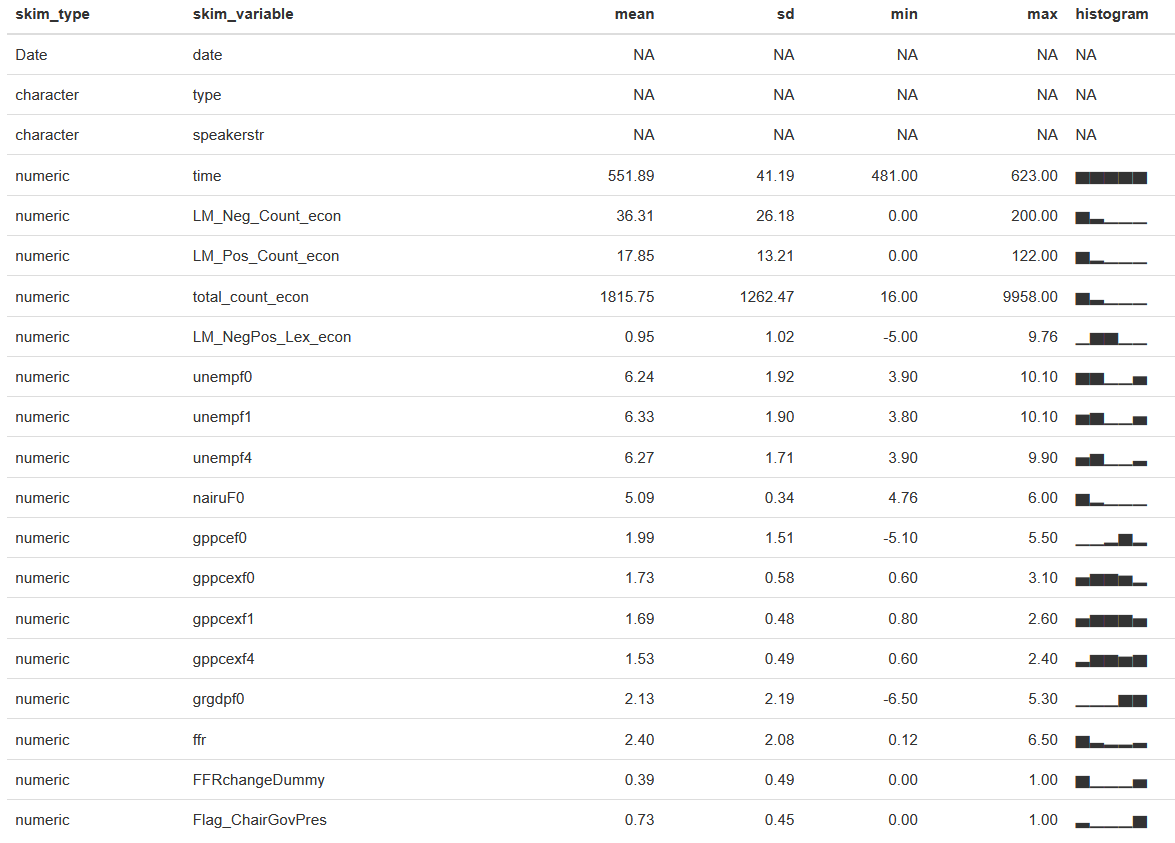 skim_type skim_variable mean sd min max histogram
Date date NA NA NA NA NA
character type NA NA NA NA NA
character speakerstr NA NA NA NA NA
numeric time 551.89 41.19 481.00 623.00
numeric LM_Neg_Count_econ 36.31 26.18 0.00 200.00
numeric LM_Pos_Count_econ 17.85 13.21 0.00 122.00
numeric total_count_econ 1815.75 1262.47 16.00 9958.00
numeric LM_NegPos_Lex_econ 0.95 1.02 -5.00 9.76
numeric unempf0 6.24 1.92 3.90 10.10
numeric unempf1 6.33 1.90 3.80 10.10
numeric unempf4 6.27 1.71 3.90 9.90
numeric nairuF0 5.09 0.34 4.76 6.00
numeric gppcef0 1.99 1.51 -5.10 5.50
numeric gppcexf0 1.73 0.58 0.60 3.10
numeric gppcexf1 1.69 0.48 0.80 2.60
numeric gppcexf4 1.53 0.49 0.60 2.40
numeric grgdpf0 2.13 2.19 -6.50 5.30
numeric ffr 2.40 2.08 0.12 6.50
numeric FFRchangeDummy 0.39 0.49 0.00 1.00
numeric Flag_ChairGovPres 0.73 0.45 0.00 1.00